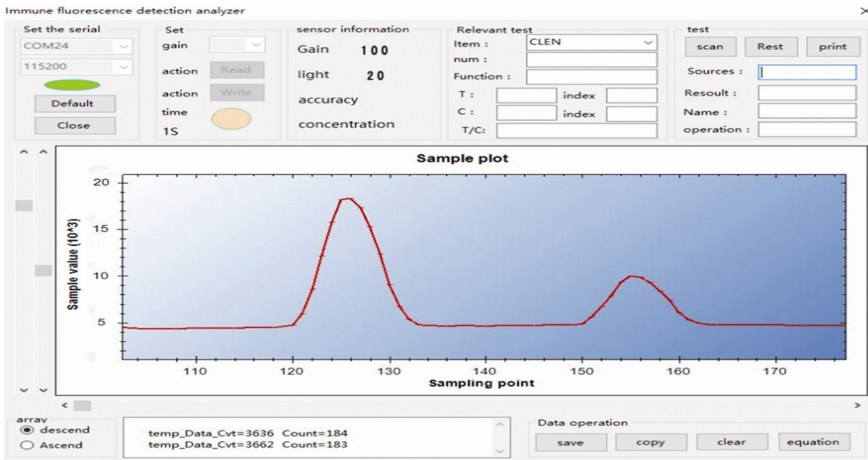 Immune fluorescence detection analyzer
Set the serial
COM24
115200
Default
Close
Set
gain
action Read
action Write
time
1S
sensor information
Gain 100
light 20
accuracy
concentration
Relevant test
Item : CLEN
num :
Function :
T : index
C : index
T/C:
test
scan Rest print
Sources :
Resoult :
Name :
operation :
Sample plot
Sample value (10^3)
20
15
10
5
110 120 130 140 150 160 170
Sampling point
array
descend
Ascend
temp_Data_Cvt=3636 Count=184
temp_Data_Cvt=3662 Count=183
Data operation
save copy clear equation